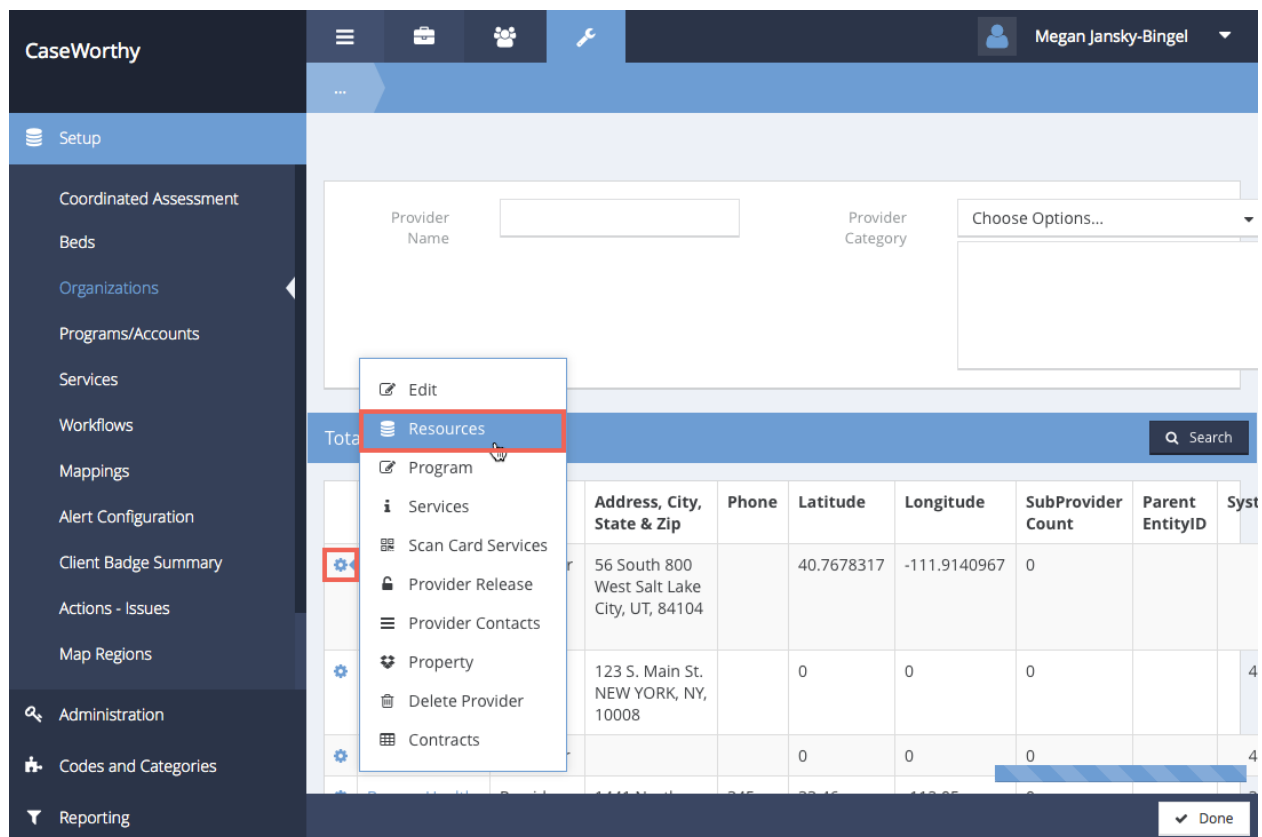 CaseWorthy
Megan Jansky-Bingel
...
Setup
Coordinated Assessment
Beds
Organizations
Programs/Accounts
Services
Workflows
Mappings
Alert Configuration
Client Badge Summary
Actions - Issues
Map Regions
Administration
Codes and Categories
Reporting
Provider
Name
Provider
Category
Choose Options...
Edit
Resources
Program
Services
Scan Card Services
Provider Release
Provider Contacts
Property
Delete Provider
Contracts
Search
Address, City,
State & Zip
Phone
Latitude
Longitude
SubProvider
Count
Parent
EntityID
56 South 800
West Salt Lake
City, UT, 84104
40.7678317
-111.9140967
0
123 S. Main St.
NEW YORK, NY,
10008
0
0
0
4
0
0
0
4
Done